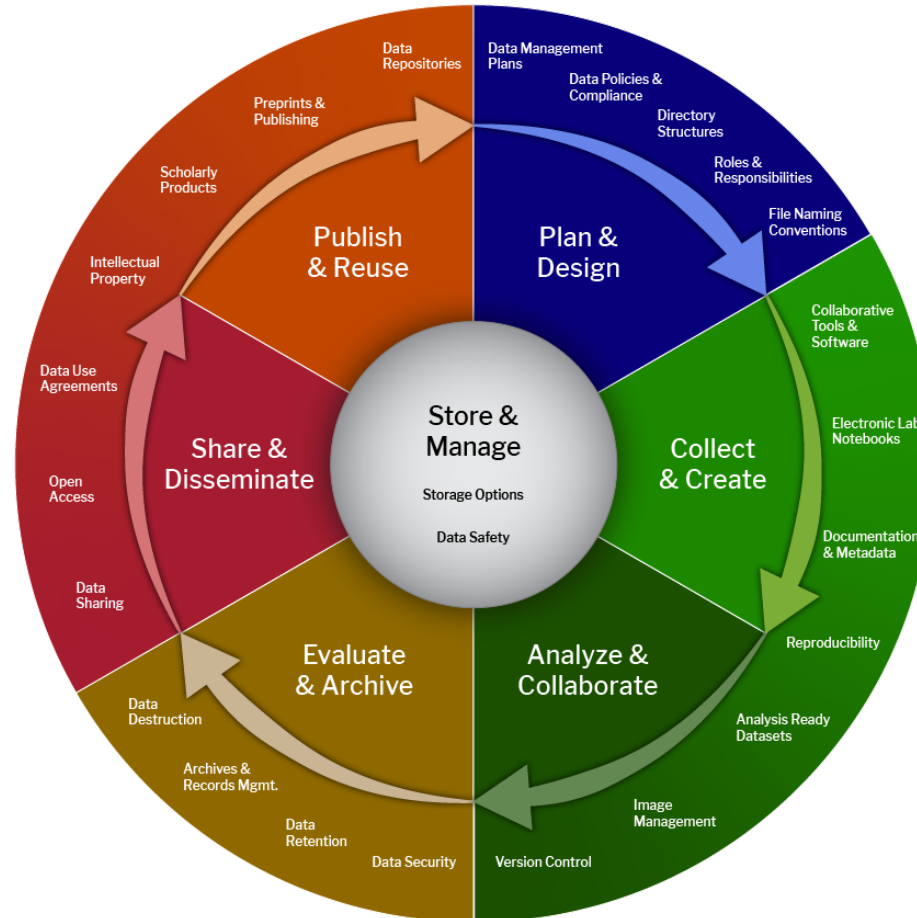 Data
Repositories
Data Management
Plans
Data Policies &
Compliance
Directory
Structures
Roles &
Responsibilities
File Naming
Conventions
Preprints &
Publishing
Scholarly
Products
Intellectual
Property
Publish
& Reuse
Plan &
Design
Collaborative
Tools &
Software
Electronic Lab
Notebooks
Documentation
& Metadata
Reproducibility
Analysis Ready
Datasets
Image
Management
Version Control
Collect
& Create
Analyze &
Collaborate
Store &
Manage
Storage Options
Data Safety
Evaluate
& Archive
Data Security
Data
Retention
Archives &
Records Mgmt.
Data
Destruction
Share &
Disseminate
Data
Sharing
Open
Access
Data Use
Agreements